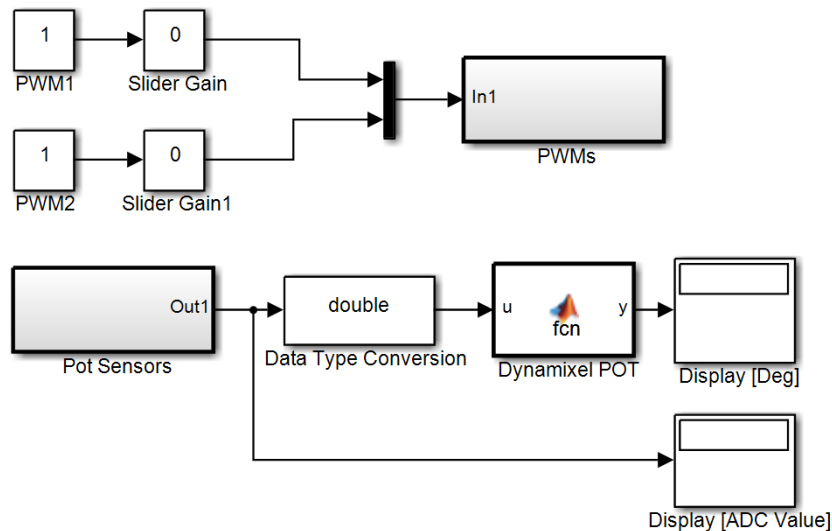 1
0
PWM1
Slider Gain
In1
PWMs
1
0
PWM2
Slider Gain1
Out1
double
u
fcn
y
Pot Sensors
Data Type Conversion
Dynamixel POT
Display [Deg]
Display [ADC Value]